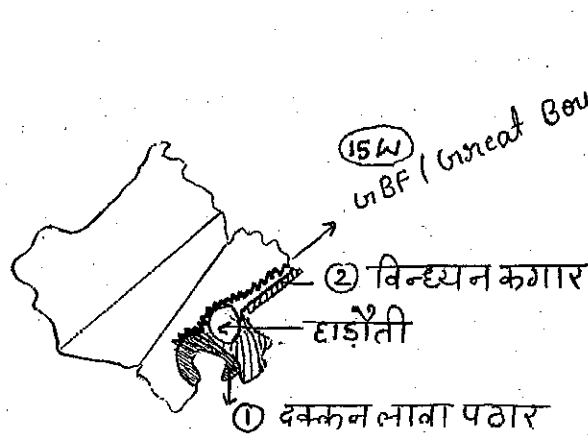 15W
GBF ( Great Bou
② विन्ध्यन कगार
हाड़ौती
① दक्कन लावा पठार